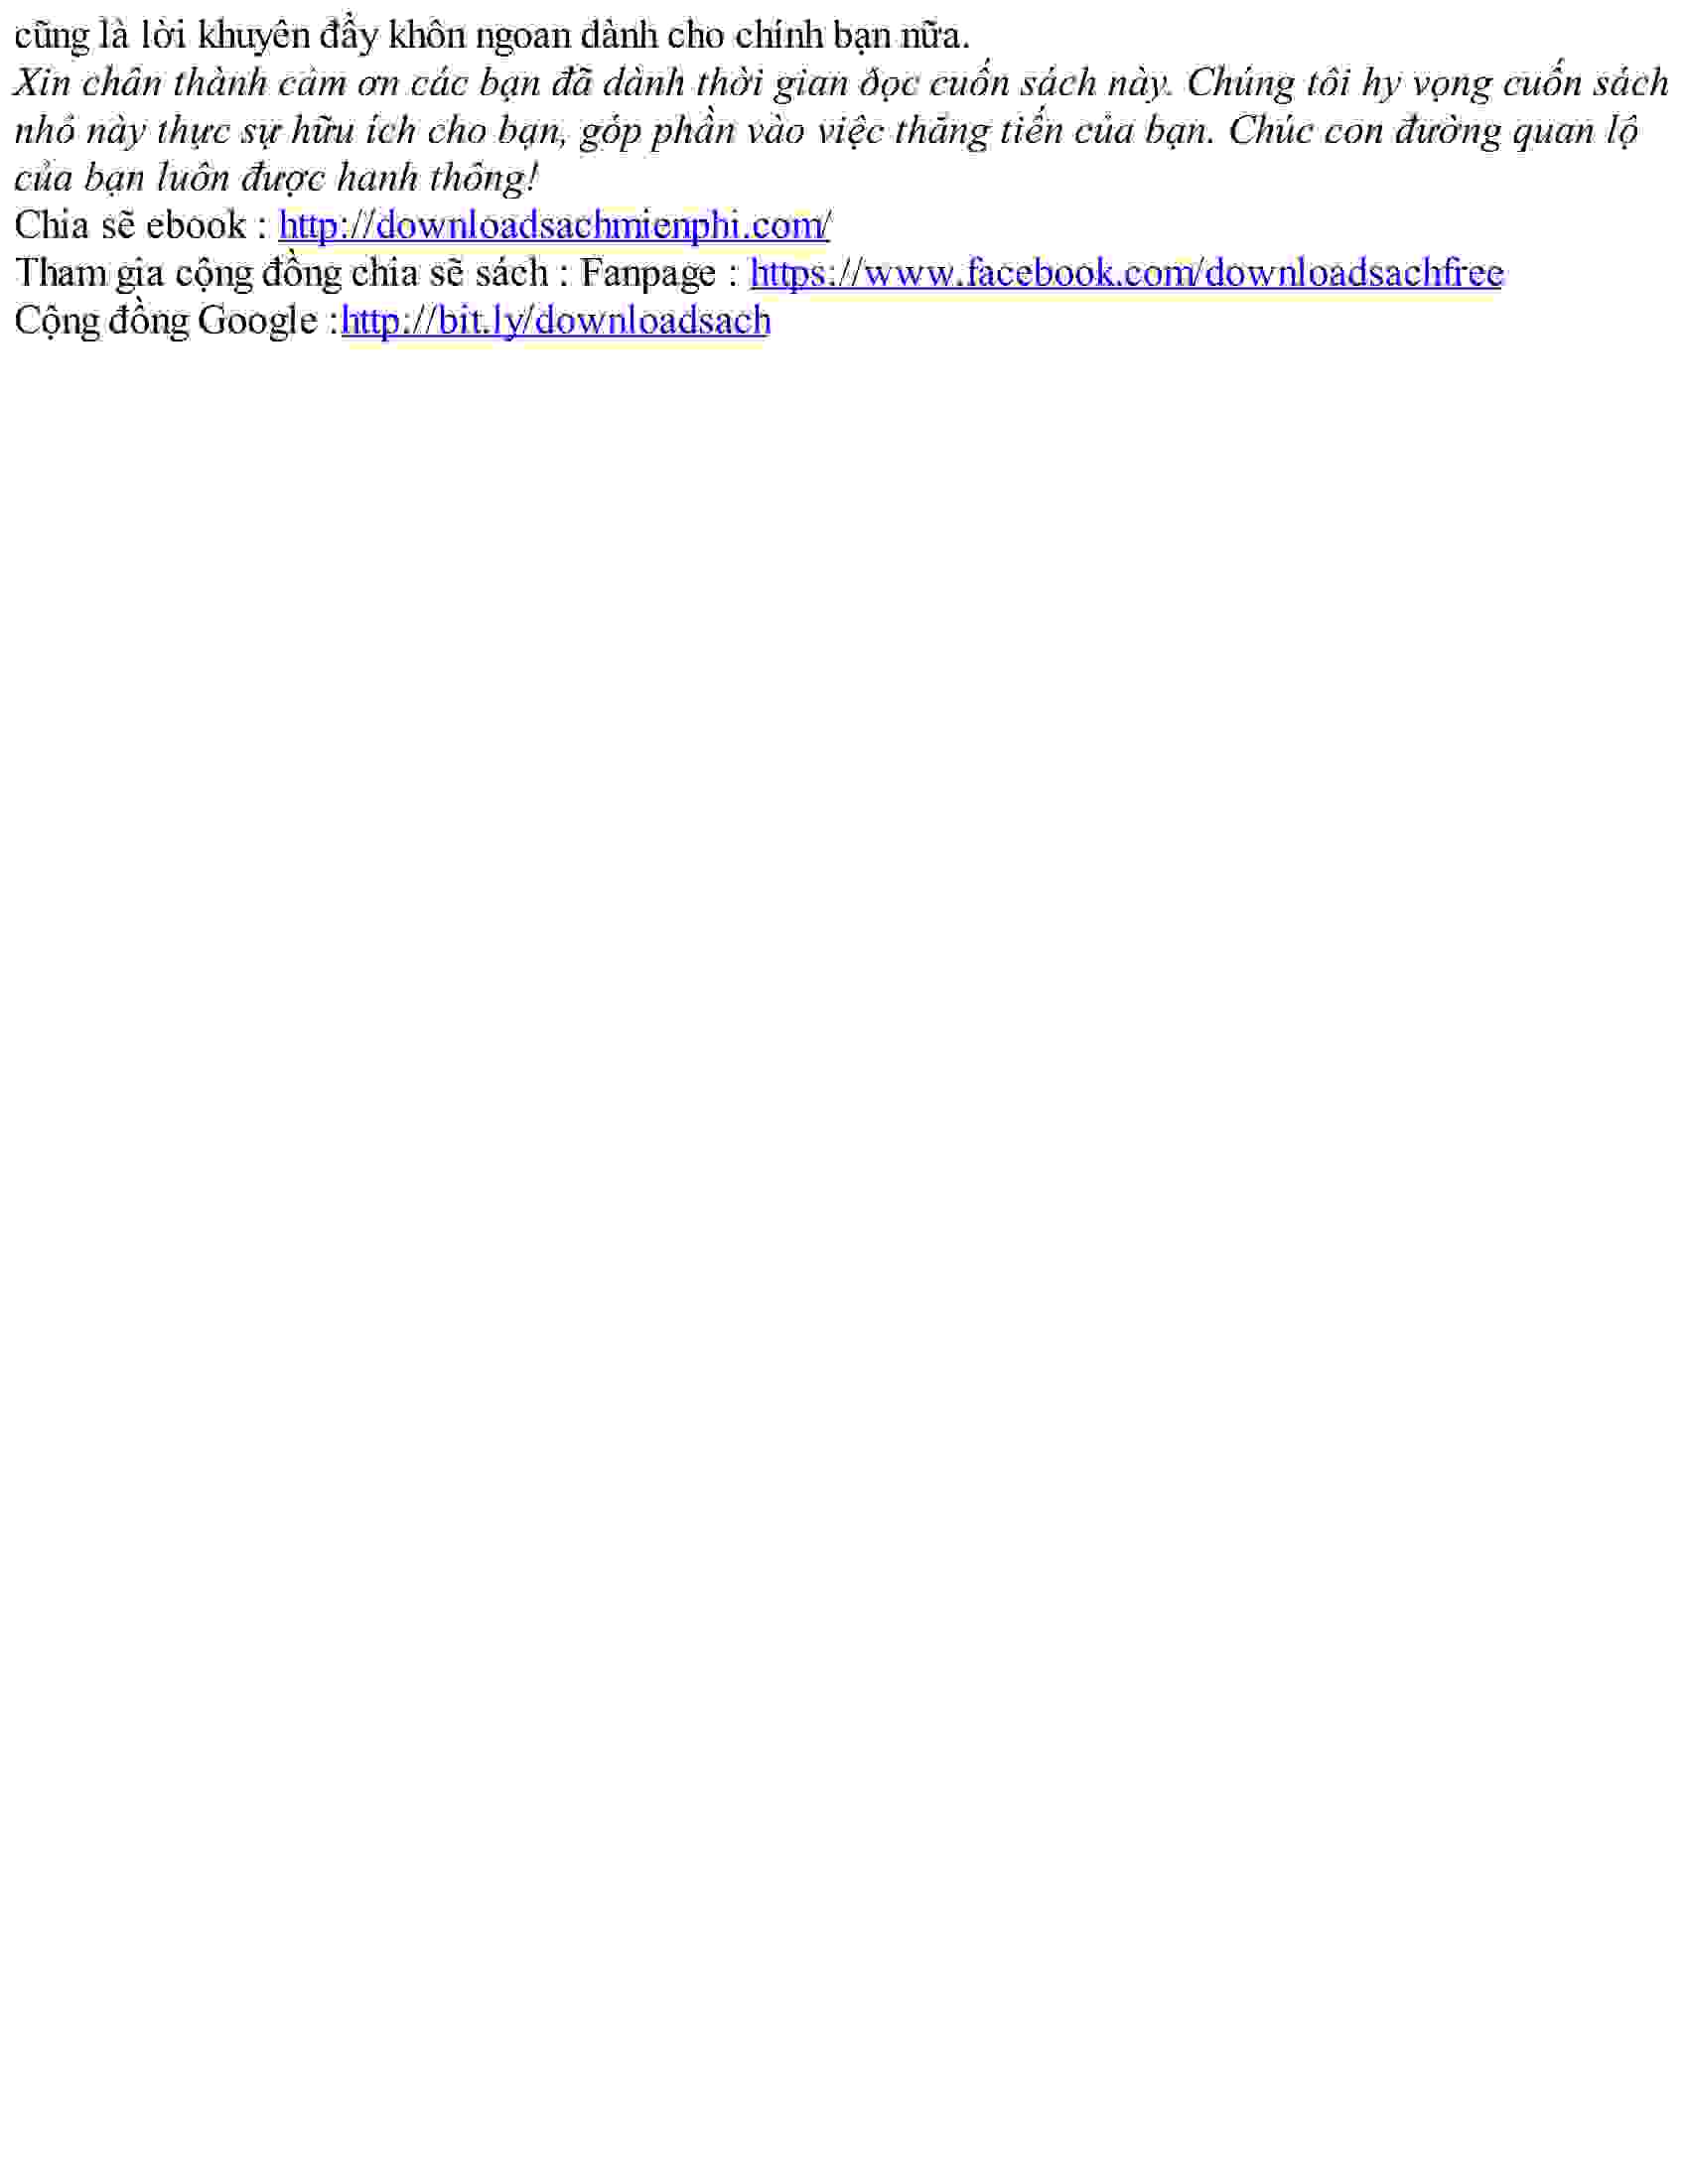 cũng là lời khuyên đầy khôn ngoan dành cho chính bạn nữa.
Xin chân thành cảm ơn các bạn đã dành thời gian ðọc cuốn sách này. Chúng tôi hy vọng cuốn sách
nhỏ này thực sự hữu ích cho bạn, góp phần vào việc thăng tiến của bạn. Chúc con đường quan lộ
của bạn luôn được hanh thông!
Chia sẽ ebook : http://downloadsachmienphi.com/
Tham gia cộng đồng chia sẽ sách : Fanpage : https://www.facebook.com/downloadsachfree
Cộng đồng Google :http://bit.ly/downloadsach